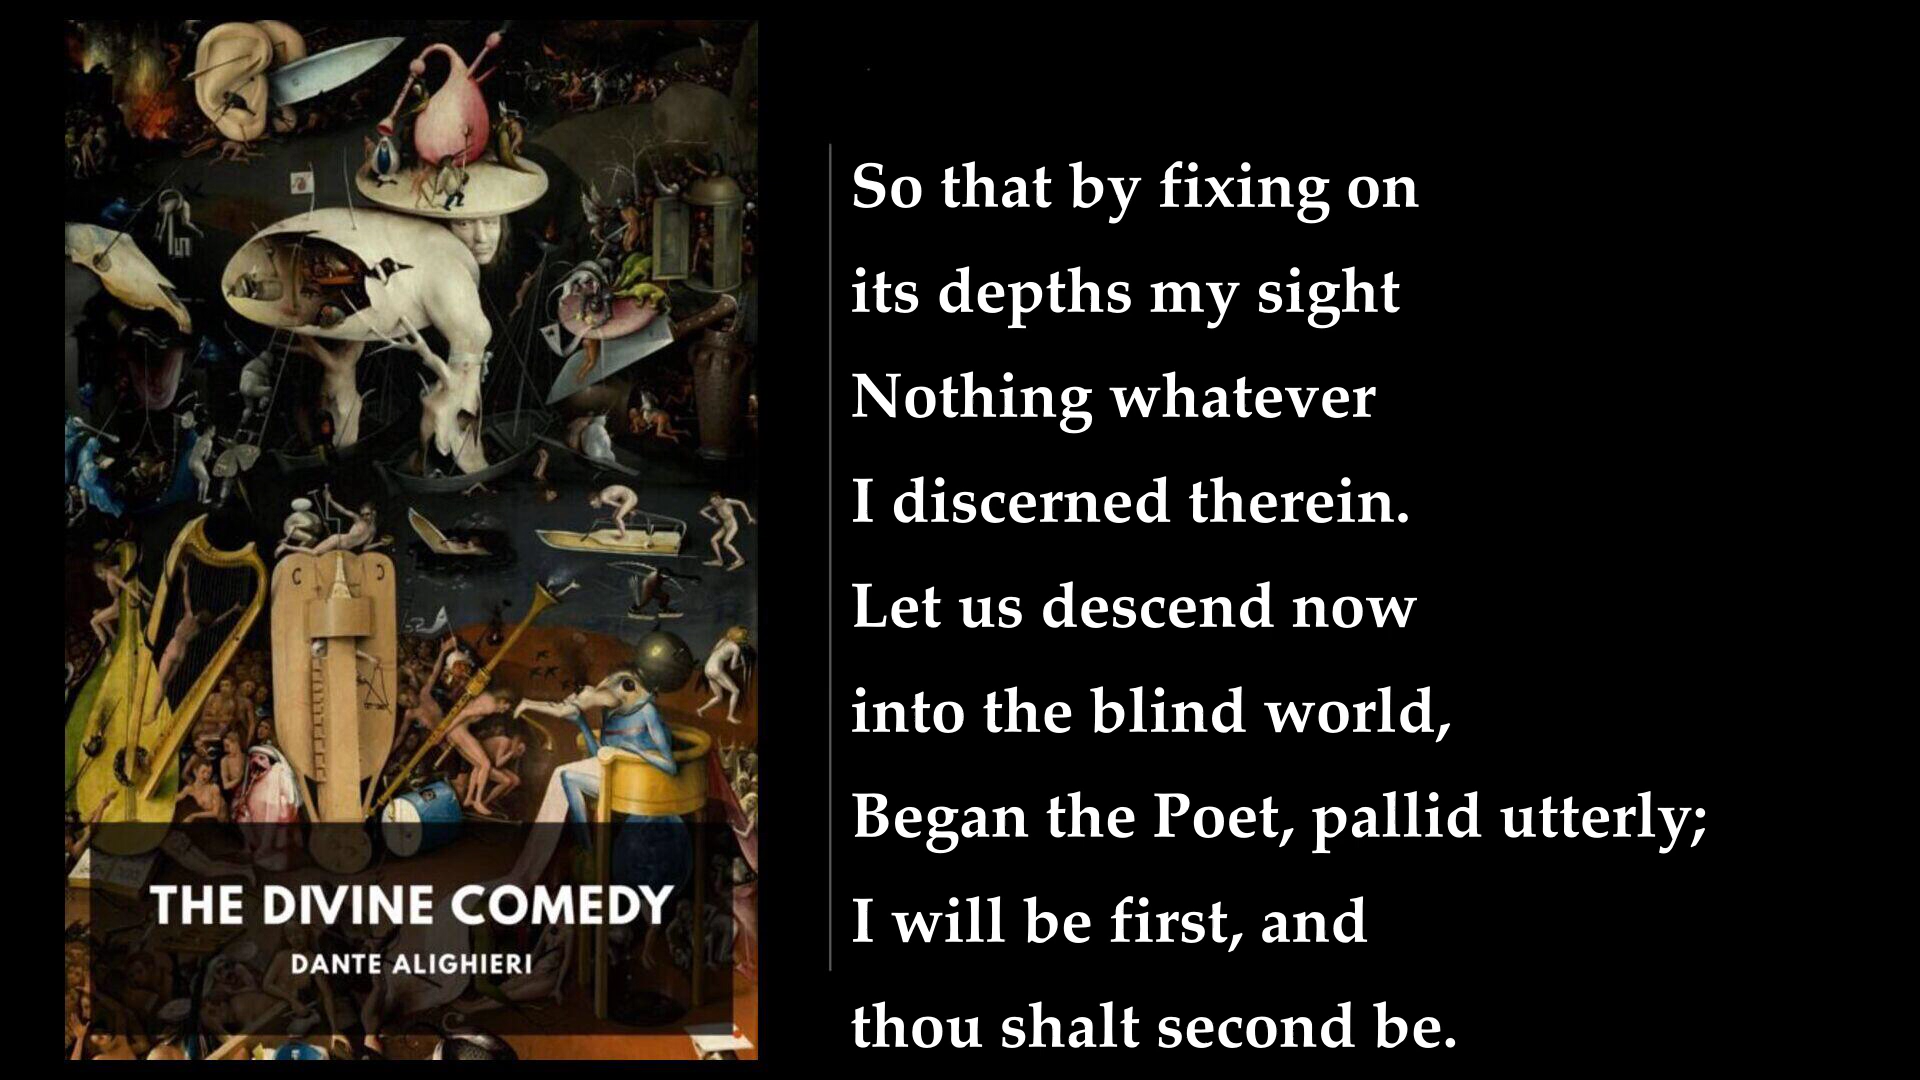 THE DIVINE COMEDY
DANTE ALIGHIERI
So that by fixing on
its depths my sight
Nothing whatever
I discerned therein.
Let us descend now
into the blind world,
Began the Poet, pallid utterly;
I will be first, and
thou shalt second be.